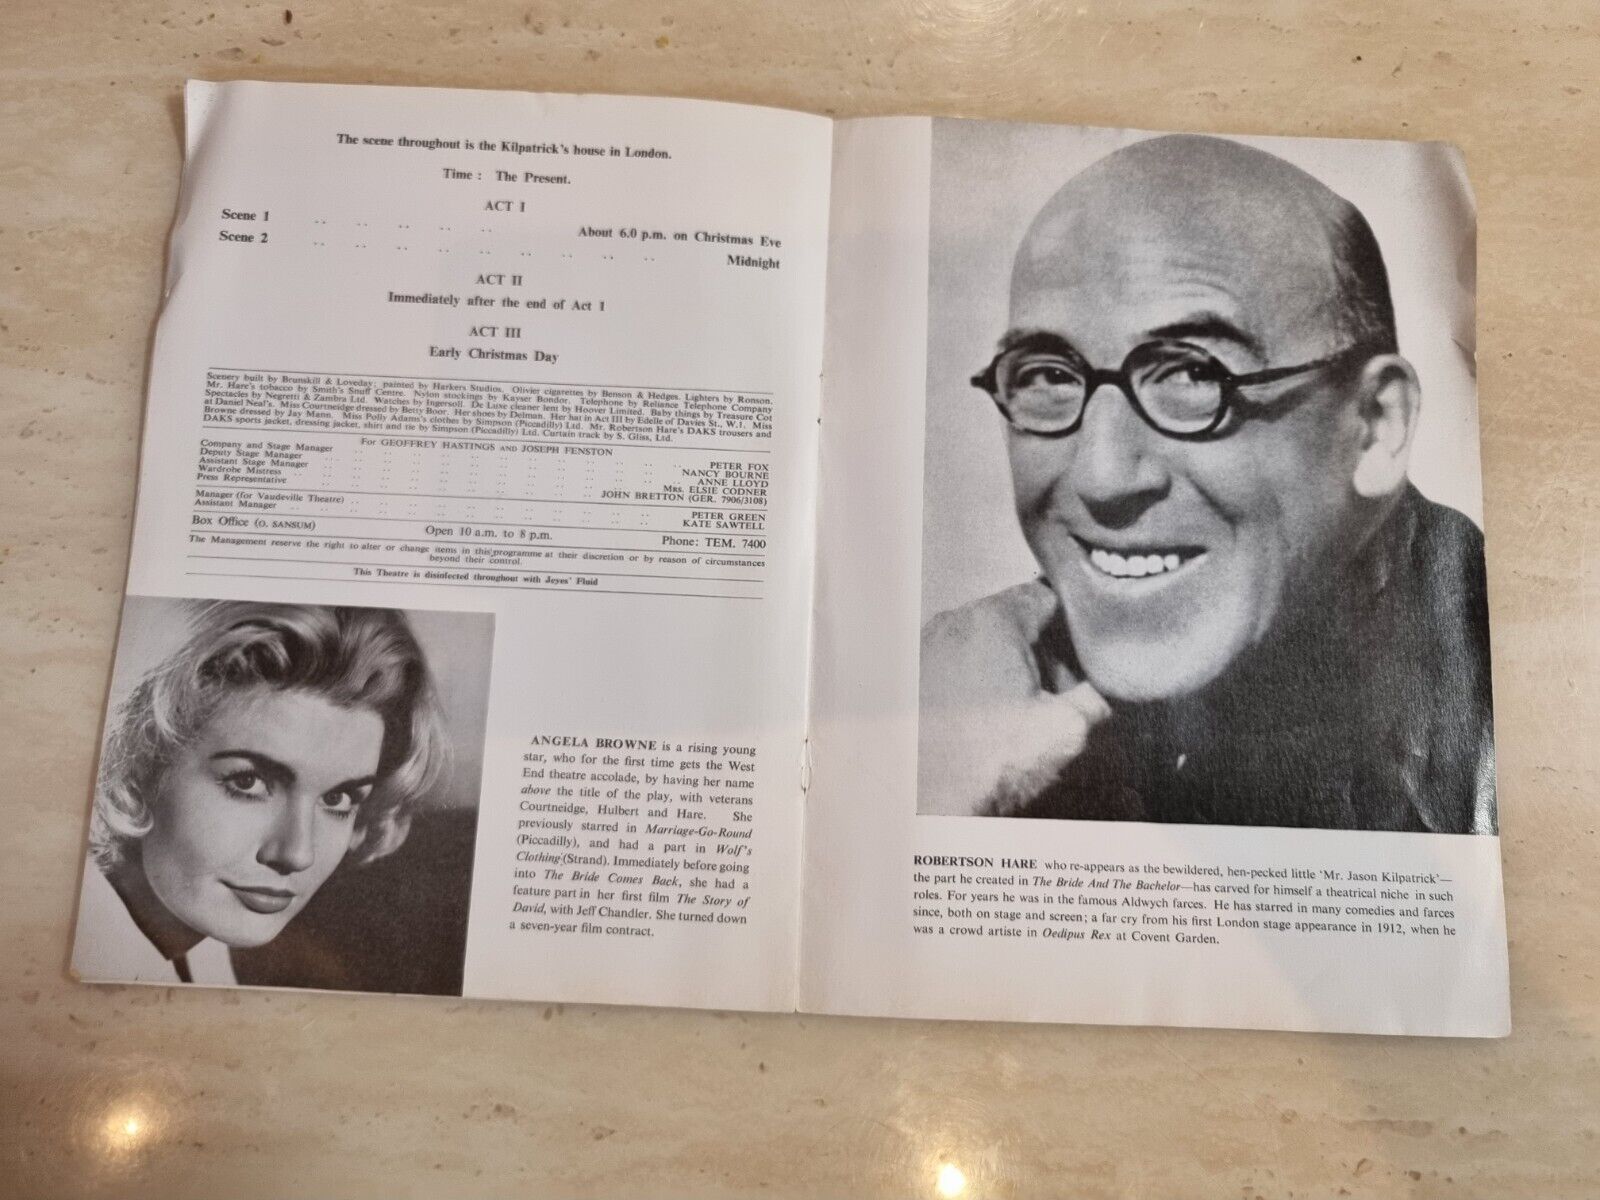 The scene throughout is the Kilpatrick's house in London.
Time : The Present.
ACT I
Scene 1 .. .. .. .. .. About 6.0 p.m. on Christmas Eve
Scene 2 .. .. .. .. .. .. .. .. .. Midnight
ACT II
Immediately after the end of Act 1
ACT III
Early Christmas Day
Scenery built by Brunskill & Loveday; painted by Harkers Studios. Olivier cigarettes by Benson & Hedges. Lighters by Ronson.
Mr. Hare's tobacco by Smith's Snuff Centre. Nylon stockings by Kayser Bondor. Telephone by Reliance Telephone Company
Spectacles by Negretti & Zambra Ltd. Watches by Ingersoll. De Luxe cleaner lent by Hoover Limited. Baby things by Treasure Cot
at Daniel Neal's. Miss Courtneidge dressed by Betty Boor. Her shoes by Delman. Her hat in Act III by Edelle of Davies St., W.1. Miss
Browne dressed by Jay Mann. Miss Polly Adams's clothes by Simpson (Piccadilly) Ltd. Mr. Robertson Hare's DAKS trousers and
DAKS sports jacket, dressing jacket, shirt and tie by Simpson (Piccadilly) Ltd. Curtain track by S. Gliss, Ltd.
For GEOFFREY HASTINGS AND JOSEPH FENSTON
Company and Stage Manager .. .. PETER FOX
Deputy Stage Manager .. .. NANCY BOURNE
Assistant Stage Manager .. .. ANNE LLOYD
Wardrobe Mistress .. .. MRS. ELSIE CODNER
Press Representative .. .. JOHN BRETTON (GER. 7906/3108)
Manager (for Vaudeville Theatre) .. .. PETER GREEN
Assistant Manager .. .. KATE SAWTELL
Box Office (O. SANSUM) Open 10 a.m. to 8 p.m. Phone: TEM. 7400
The Management reserve the right to alter or change items in this programme at their discretion or by reason of circumstances
beyond their control.
This Theatre is disinfected throughout with Jeyes' Fluid
ANGELA BROWNE is a rising young
star, who for the first time gets the West
End theatre accolade, by having her name
above the title of the play, with veterans
Courtneidge, Hulbert and Hare. She
previously starred in Marriage-Go-Round
(Piccadilly), and had a part in Wolf's
Clothing (Strand). Immediately before going
into The Bride Comes Back, she had a
feature part in her first film The Story of
David, with Jeff Chandler. She turned down
a seven-year film contract.
ROBERTSON HARE who re-appears as the bewildered, hen-pecked little 'Mr. Jason Kilpatrick'—
the part he created in The Bride And The Bachelor—has carved for himself a theatrical niche in such
roles. For years he was in the famous Aldwych farces. He has starred in many comedies and farces
since, both on stage and screen; a far cry from his first London stage appearance in 1912, when he
was a crowd artiste in Oedipus Rex at Covent Garden.